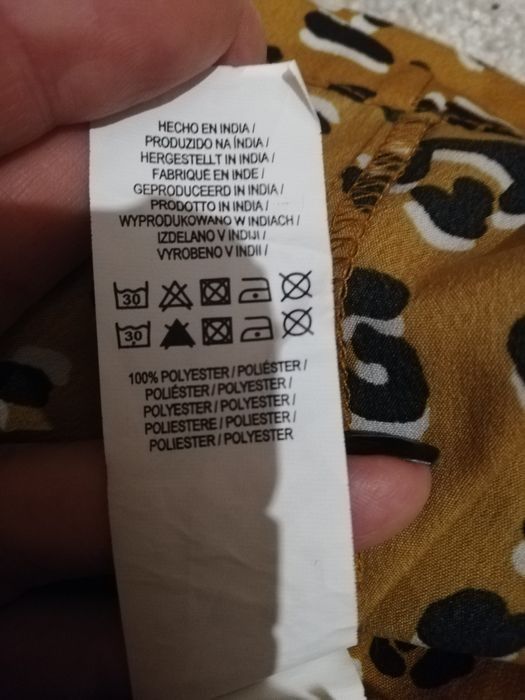 HECHO EN INDIA /
PRODUZIDO NA ÍNDIA /
HERGESTELLT IN INDIA /
FABRIQUÉ EN INDE /
GEPRODUCEERD IN INDIA /
PRODOTTO IN INDIA /
WYPRODUKOWANO W INDIACH /
IZDELANO V INDIJI /
VYROBENO V INDII /
30
30
100% POLYESTER / POLIÉSTER /
POLIÉSTER / POLYESTER /
POLYESTER / POLYESTER /
POLIESTERE / POLIESTER /
POLIESTER / POLYESTER